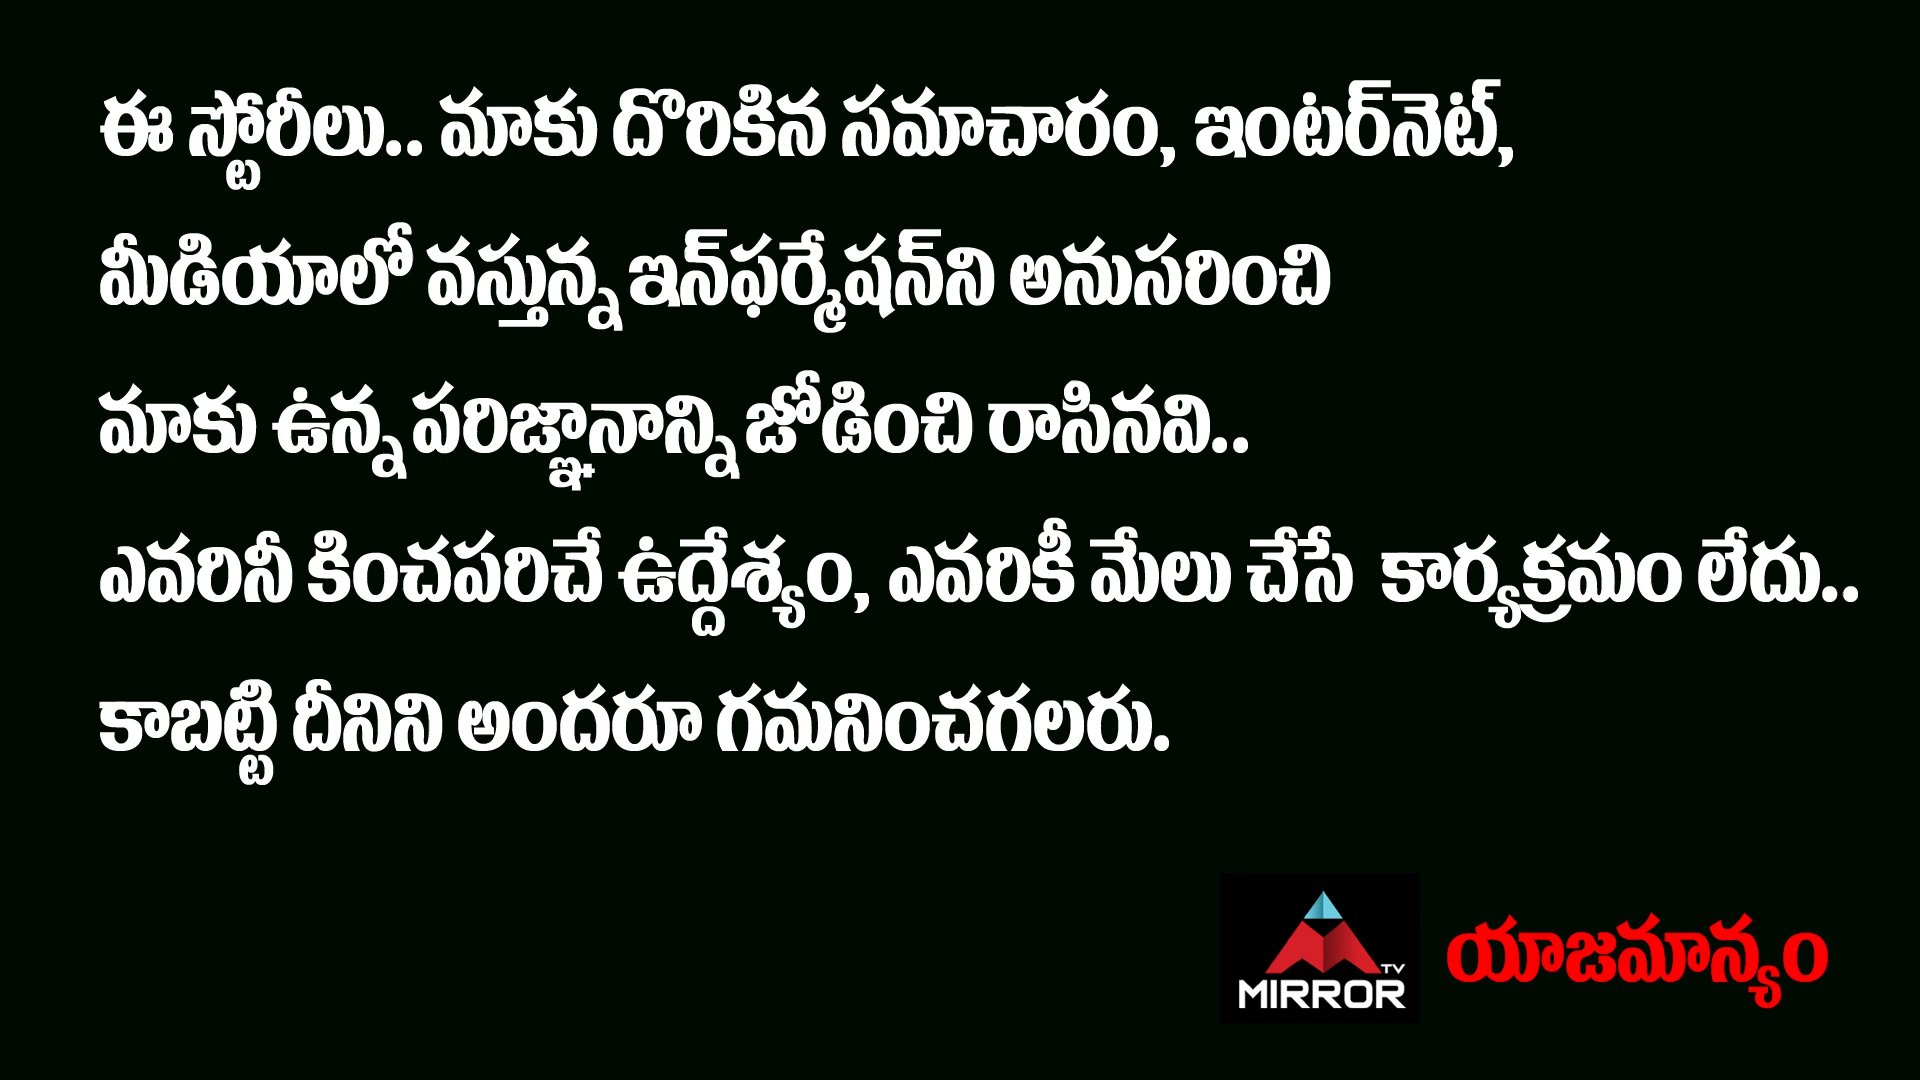 ఈ స్టోరీలు.. మాకు దొరికిన సమాచారం, ఇంటర్‌నెట్,
మీడియాలో వస్తున్న ఇన్‌ఫర్మేషన్‌ని అనుసరించి
మాకు ఉన్న పరిజ్ఞానాన్ని జోడించి రాసినవి..
ఎవరినీ కించపరిచే ఉద్దేశ్యం, ఎవరికీ మేలు చేసే కార్యక్రమం లేదు..
కాబట్టి దీనిని అందరూ గమనించగలరు.
TV
MIRROR
యాజమాన్యం